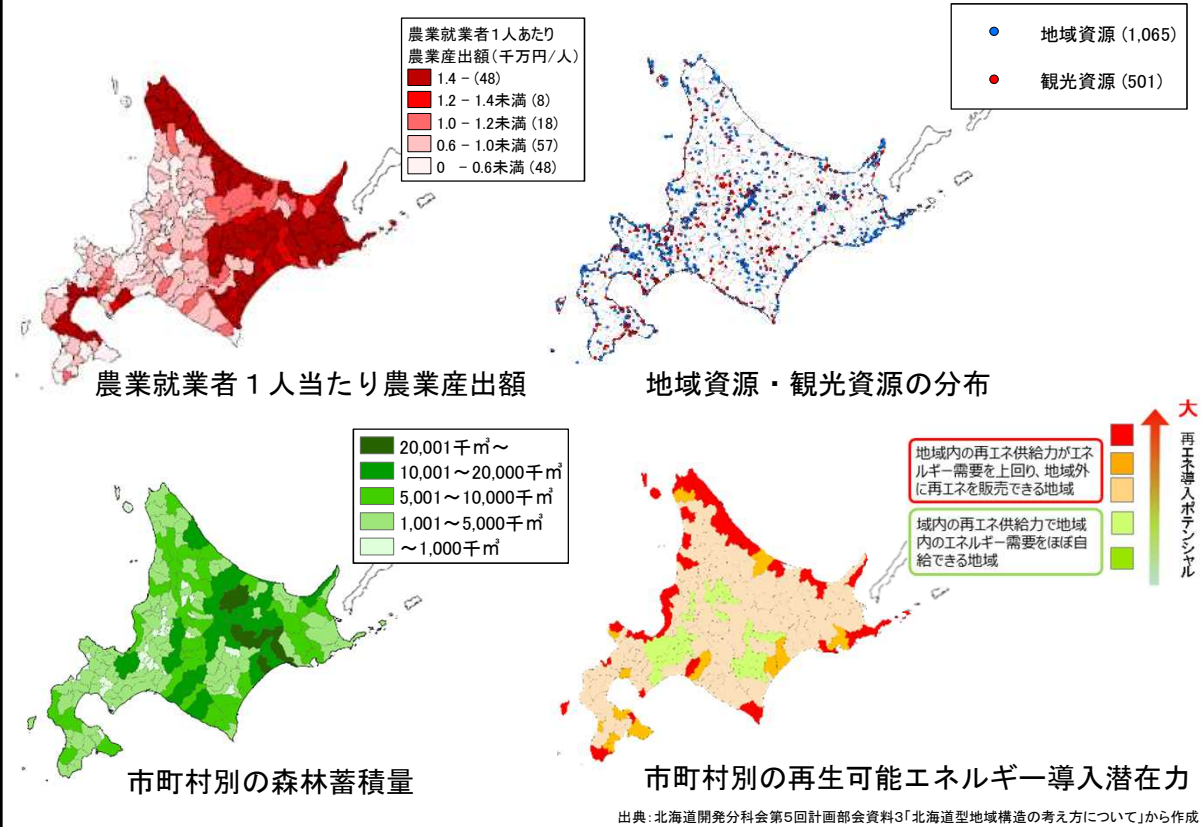 農業就業者1人あたり
農業産出額(千万円/人)
1.4 - (48)
1.2 - 1.4未満 (8)
1.0 - 1.2未満 (18)
0.6 - 1.0未満 (57)
0 - 0.6未満 (48)
農業就業者1人当たり農業産出額
地域資源 (1,065)
観光資源 (501)
地域資源・観光資源の分布
20,001千㎥～
10,001～20,000千㎥
5,001～10,000千㎥
1,001～5,000千㎥
～1,000千㎥
市町村別の森林蓄積量
地域内の再エネ供給力がエネ
ルギー需要を上回り、地域外
に再エネを販売できる地域
域内の再エネ供給力で地域
内のエネルギー需要をほぼ自
給できる地域
大
再エネ導入ポテンシャル
市町村別の再生可能エネルギー導入潜在力
出典:北海道開発分科会第5回計画部会資料3「北海道型地域構造の考え方について」から作成